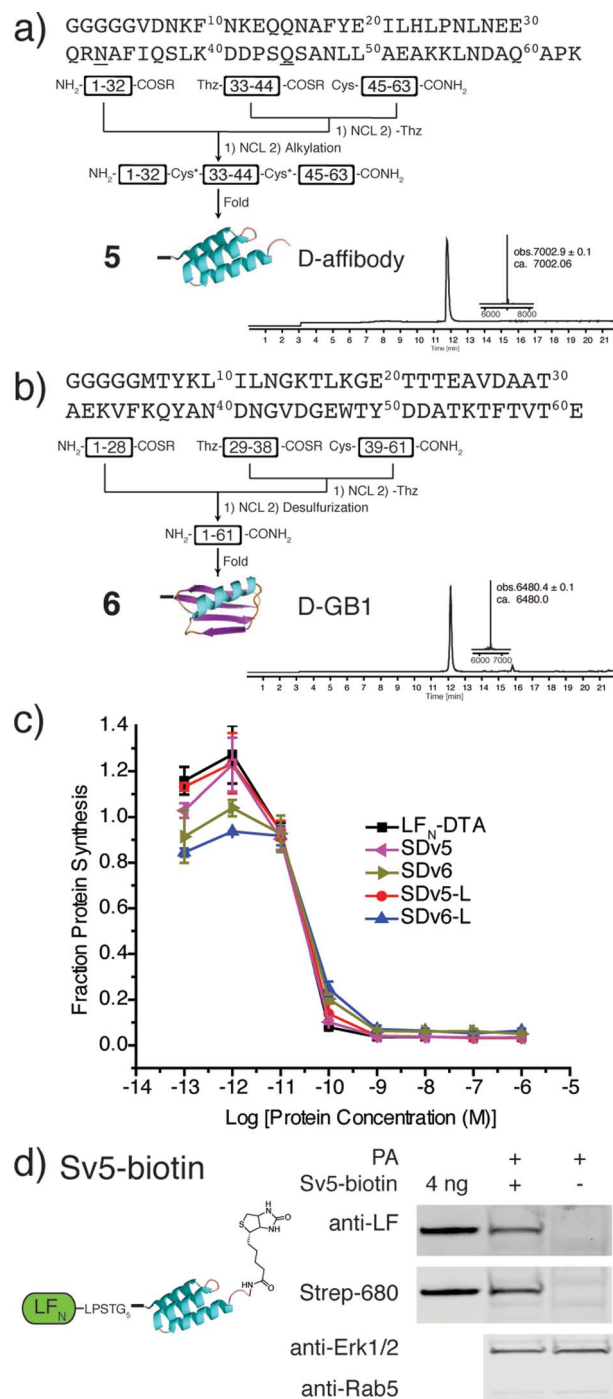 a) GGGGGVDNKF¹⁰NKEQQNAFYE²⁰ILHLPNLNEE³⁰
QRNAFIQSLK⁴⁰DDPSQSANLL⁵⁰AEAKKLNDAQ⁶⁰APK
NH₂- 1-32 -COSR Thz- 33-44 -COSR Cys- 45-63 -CONH₂
1) NCL 2) -Thz
1) NCL 2) Alkylation
NH₂- 1-32 -Cys*- 33-44 -Cys*- 45-63 -CONH₂
Fold
5 D-affibody
obs.7002.9 ± 0.1
ca. 7002.06
6000 8000
1 2 3 4 5 6 7 8 9 10 11 12 13 14 15 16 17 18 19 20 21
Time [min]
b) GGGGGMTYKL¹⁰ILNGKTLKGE²⁰TTTEAVDAAT³⁰
AEKVFKQYAN⁴⁰DNGVDGEWTY⁵⁰DDATKTFTVT⁶⁰E
NH₂- 1-28 -COSR Thz- 29-38 -COSR Cys- 39-61 -CONH₂
1) NCL 2) -Thz
1) NCL 2) Desulfurization
NH₂- 1-61 -CONH₂
Fold
6 D-GB1
obs.6480.4 ± 0.1
ca. 6480.0
6000 7000
1 2 3 4 5 6 7 8 9 10 11 12 13 14 15 16 17 18 19 20 21
Time [min]
c)
Fraction Protein Synthesis
1.4
1.2
1.0
0.8
0.6
0.4
0.2
0.0
LF_N-DTA
SDv5
SDv6
SDv5-L
SDv6-L
-14 -13 -12 -11 -10 -9 -8 -7 -6 -5
Log [Protein Concentration (M)]
d) Sv5-biotin
PA + +
Sv5-biotin 4 ng + -
anti-LF
Strep-680
anti-Erk1/2
anti-Rab5
LF_N -LPSTG₅
HN NH O S HN O